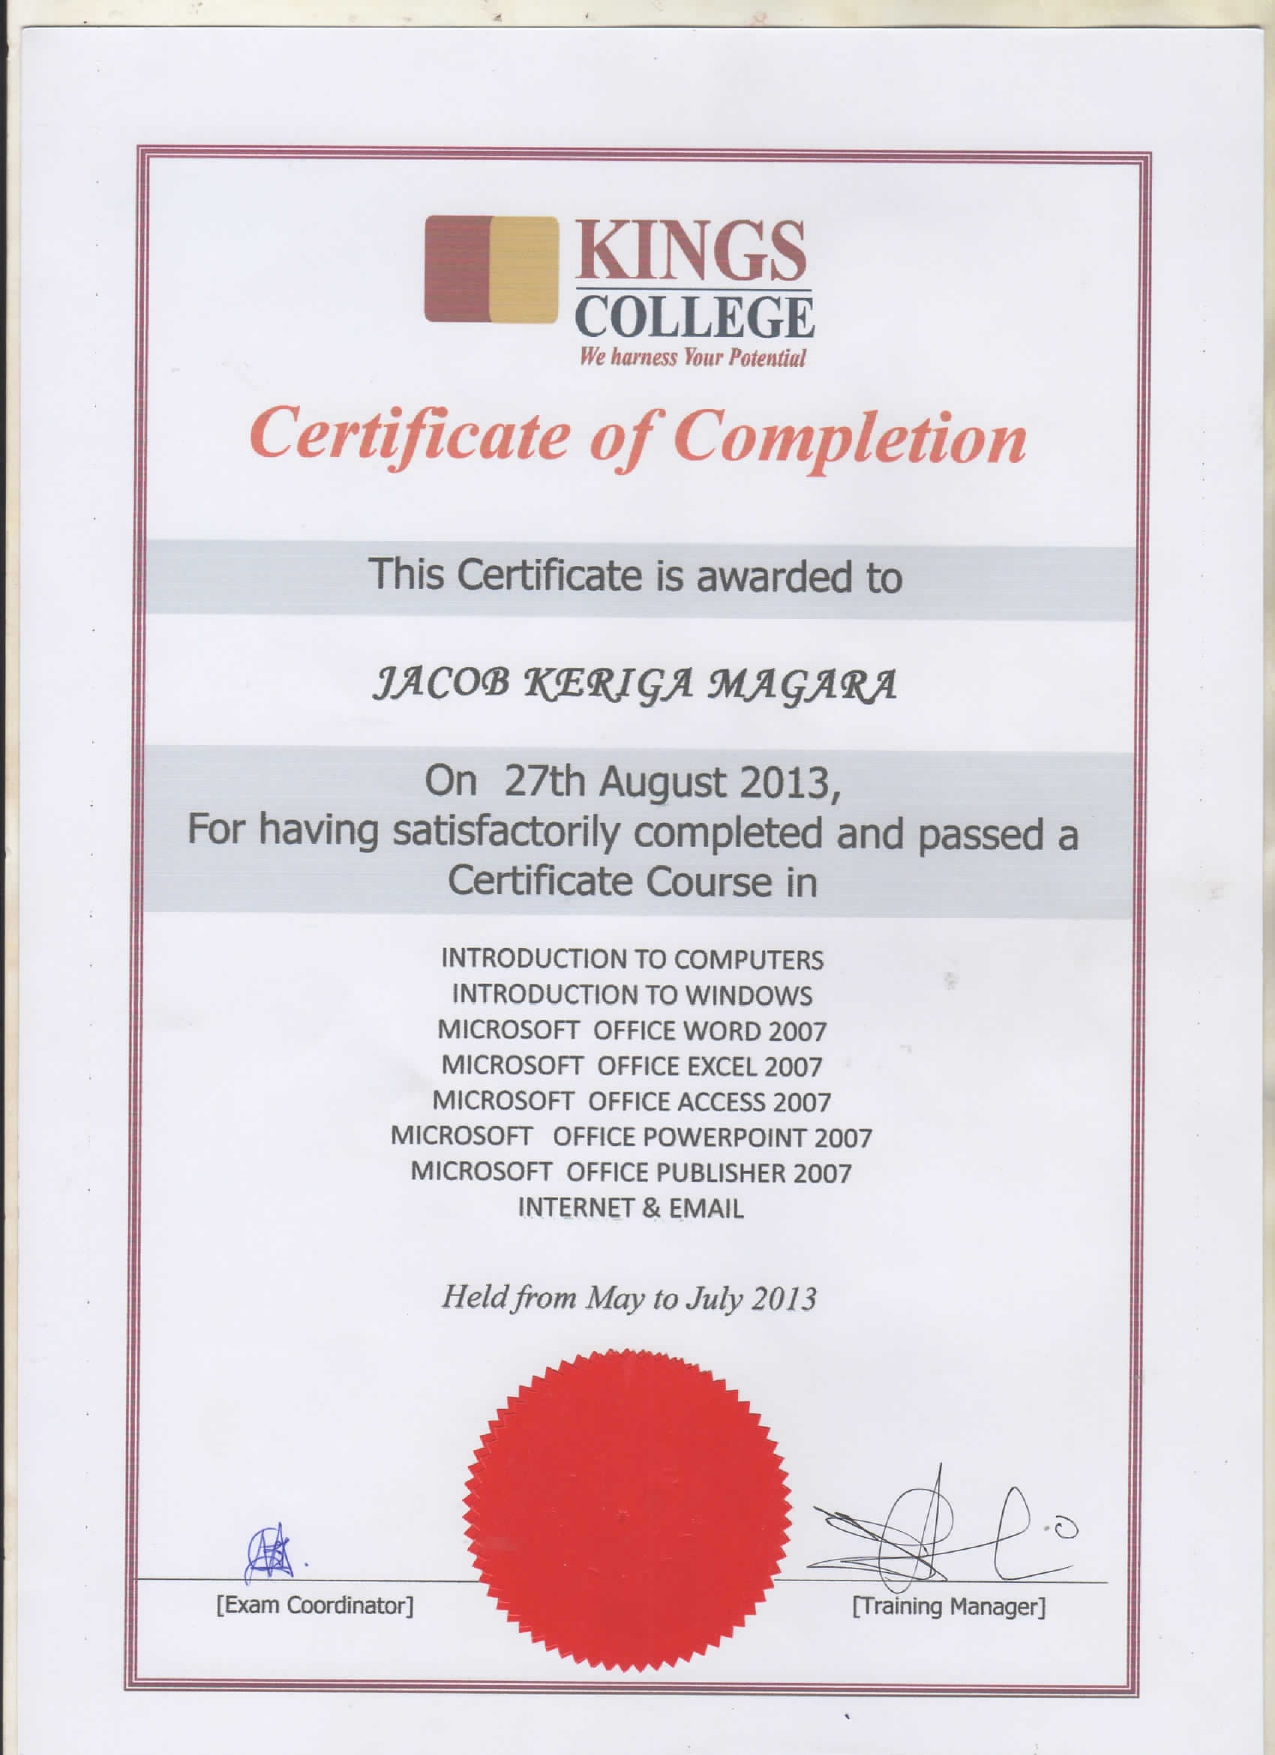 KINGS
COLLEGE
We harness Your Potential
Certificate of Completion
This Certificate is awarded to
JACOB KERIGA MAGARA
On 27th August 2013,
For having satisfactorily completed and passed a
Certificate Course in
INTRODUCTION TO COMPUTERS
INTRODUCTION TO WINDOWS
MICROSOFT OFFICE WORD 2007
MICROSOFT OFFICE EXCEL 2007
MICROSOFT OFFICE ACCESS 2007
MICROSOFT OFFICE POWERPOINT 2007
MICROSOFT OFFICE PUBLISHER 2007
INTERNET & EMAIL
Held from May to July 2013
[Exam Coordinator]
[Training Manager]